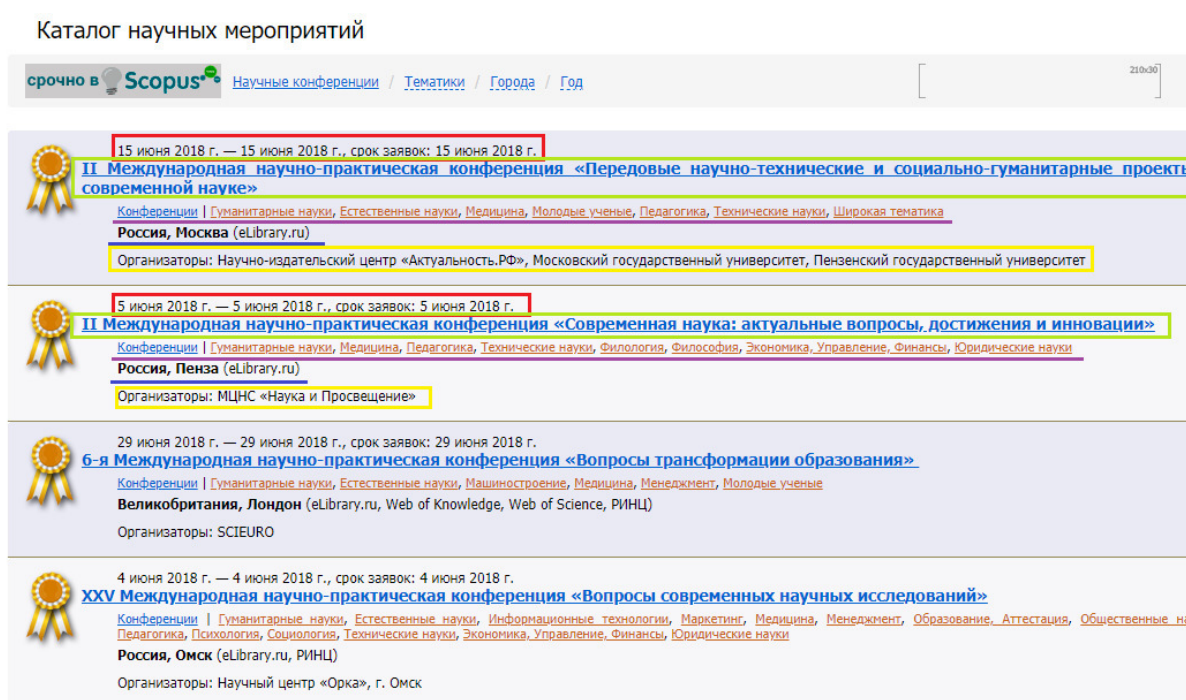 Каталог научных мероприятий
срочно в Scopus Научные конференции / Тематики / Города / Год
210x30
15 июня 2018 г. — 15 июня 2018 г., срок заявок: 15 июня 2018 г.
II Международная научно-практическая конференция «Передовые научно-технические и социально-гуманитарные проекты
современной науке»
Конференции | Гуманитарные науки, Естественные науки, Медицина, Молодые ученые, Педагогика, Технические науки, Широкая тематика
Россия, Москва (eLibrary.ru)
Организаторы: Научно-издательский центр «Актуальность.РФ», Московский государственный университет, Пензенский государственный университет
5 июня 2018 г. — 5 июня 2018 г., срок заявок: 5 июня 2018 г.
II Международная научно-практическая конференция «Современная наука: актуальные вопросы, достижения и инновации»
Конференции | Гуманитарные науки, Медицина, Педагогика, Технические науки, Филология, Философия, Экономика, Управление, Финансы, Юридические науки
Россия, Пенза (eLibrary.ru)
Организаторы: МЦНС «Наука и Просвещение»
29 июня 2018 г. — 29 июня 2018 г., срок заявок: 29 июня 2018 г.
6-я Международная научно-практическая конференция «Вопросы трансформации образования»
Конференции | Гуманитарные науки, Естественные науки, Машиностроение, Медицина, Менеджмент, Молодые ученые
Великобритания, Лондон (eLibrary.ru, Web of Knowledge, Web of Science, РИНЦ)
Организаторы: SCIEURO
4 июня 2018 г. — 4 июня 2018 г., срок заявок: 4 июня 2018 г.
XXV Международная научно-практическая конференция «Вопросы современных научных исследований»
Конференции | Гуманитарные науки, Естественные науки, Информационные технологии, Маркетинг, Медицина, Менеджмент, Образование, Аттестация, Общественные
Педагогика, Психология, Социология, Технические науки, Экономика, Управление, Финансы, Юридические науки
Россия, Омск (eLibrary.ru, РИНЦ)
Организаторы: Научный центр «Орка», г. Омск